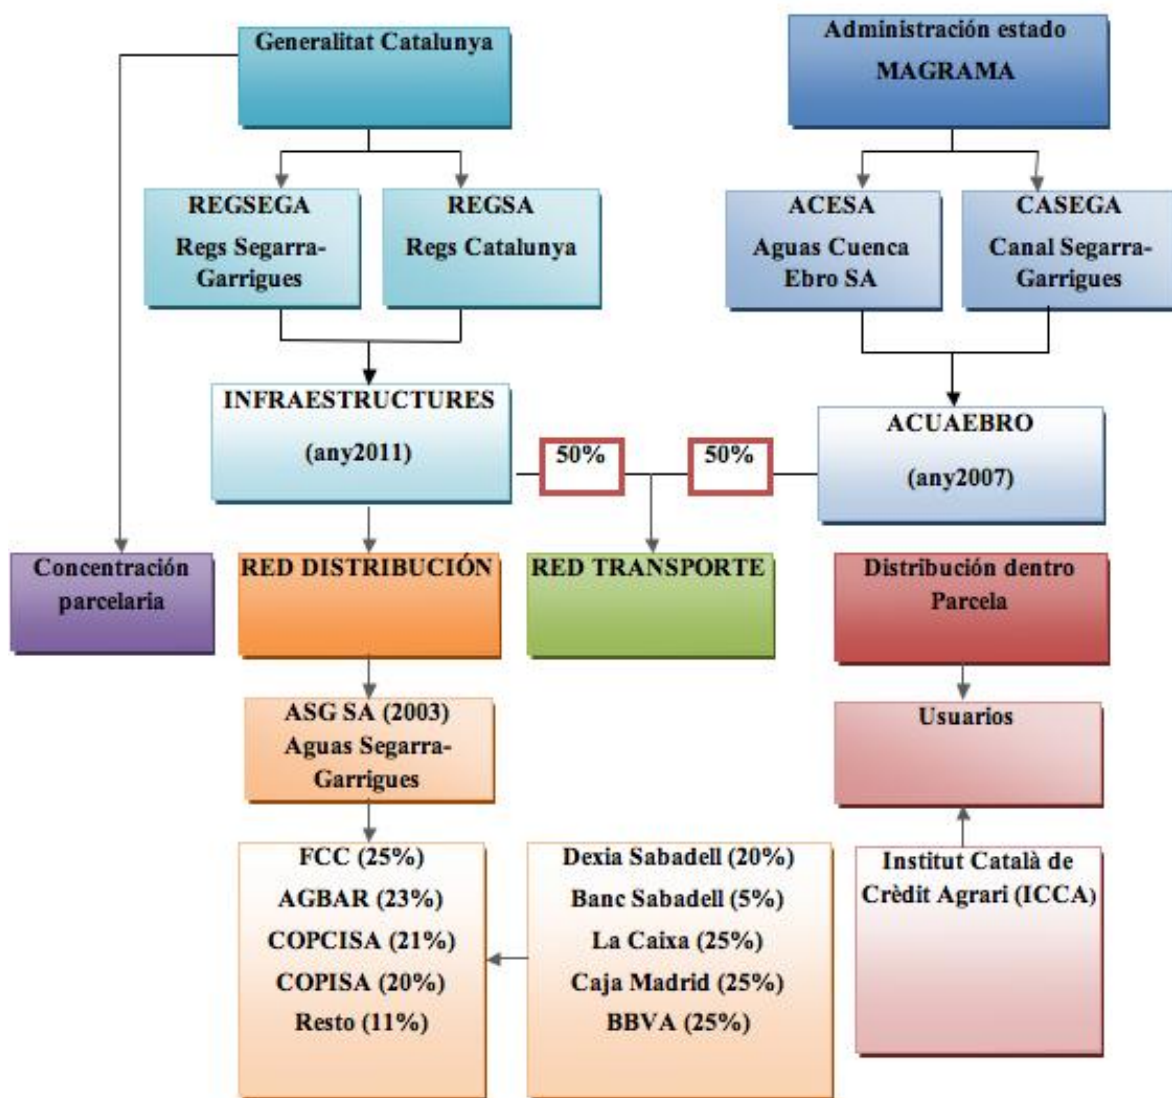 Generalitat Catalunya
Administración estado
MAGRAMA
REGSEGA
Regs Segarra-
Garrigues
REGSA
Regs Catalunya
ACESA
Aguas Cuenca
Ebro SA
CASEGA
Canal Segarra-
Garrigues
INFRAESTRUCTURES
(any2011)
50%
50%
ACUAEBRO
(any2007)
Concentración
parcelaria
RED DISTRIBUCIÓN
RED TRANSPORTE
Distribución dentro
Parcela
ASG SA (2003)
Aguas Segarra-
Garrigues
Usuarios
FCC (25%)
AGBAR (23%)
COPCISA (21%)
COPISA (20%)
Resto (11%)
Dexia Sabadell (20%)
Banc Sabadell (5%)
La Caixa (25%)
Caja Madrid (25%)
BBVA (25%)
Institut Català de
Crèdit Agrari (ICCA)